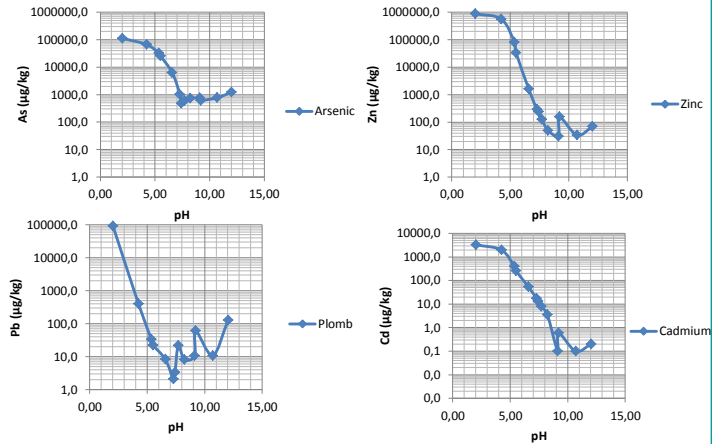 As (µg/kg)
1000000,0
100000,0
10000,0
1000,0
100,0
10,0
1,0
0,00 5,00 10,00 15,00
pH
Arsenic
Zn (µg/kg)
1000000,0
100000,0
10000,0
1000,0
100,0
10,0
1,0
0,00 5,00 10,00 15,00
pH
Zinc
Pb (µg/kg)
100000,0
10000,0
1000,0
100,0
10,0
1,0
0,00 5,00 10,00 15,00
pH
Plomb
Cd (µg/kg)
10000,0
1000,0
100,0
10,0
1,0
0,1
0,0
0,0
0,00 5,00 10,00 15,00
pH
Cadmium